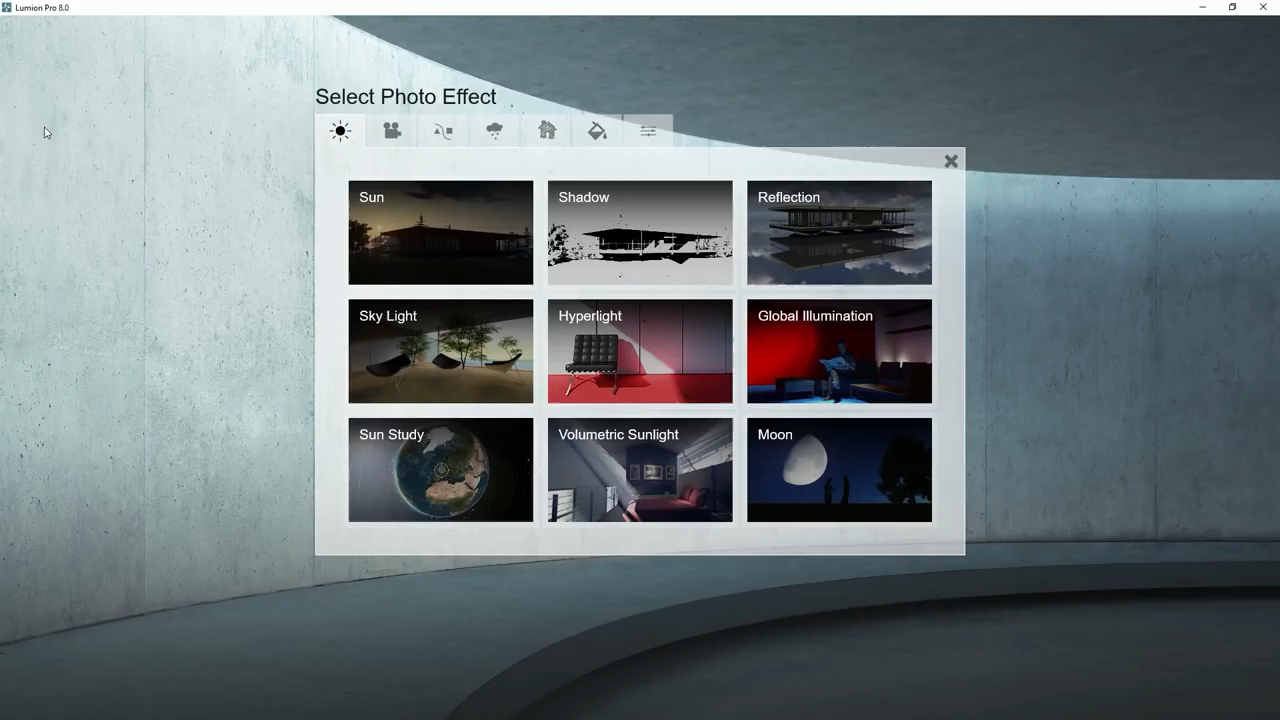 Lumion Pro 8.0
Select Photo Effect
Sun
Shadow
Reflection
Sky Light
Hyperlight
Global Illumination
Sun Study
Volumetric Sunlight
Moon